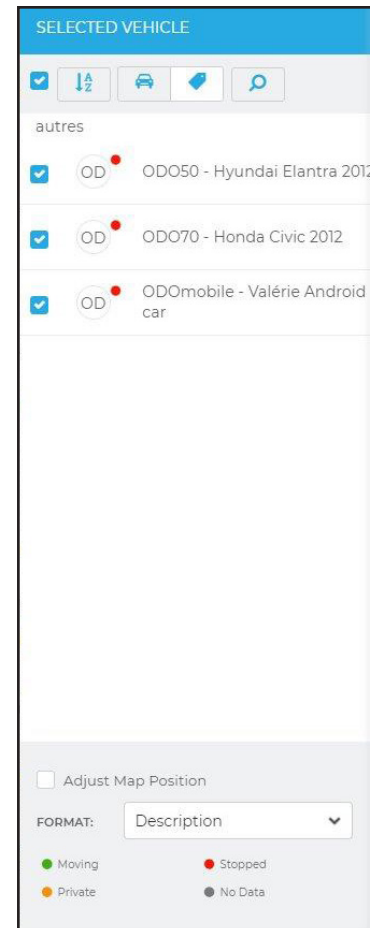 SELECTED VEHICLE
A
Z
autres
OD ODO50 - Hyundai Elantra 2012
OD ODO70 - Honda Civic 2012
OD ODOmobile - Valérie Android
car
Adjust Map Position
FORMAT: Description
Moving Stopped
Private No Data